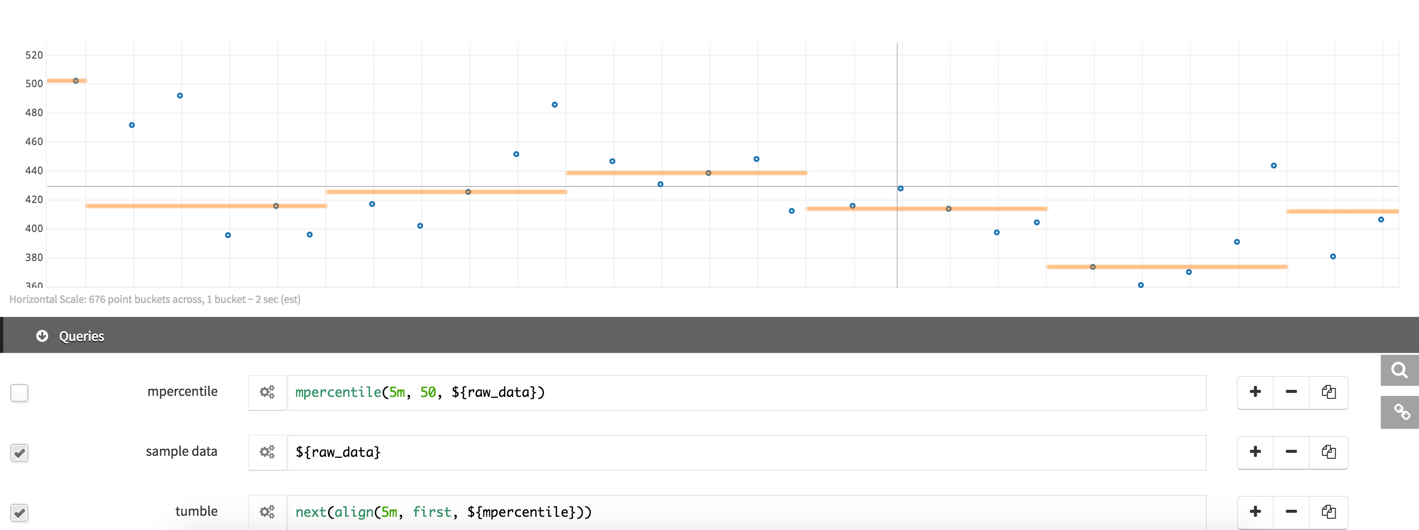 520
500
480
460
440
420
400
380
360
Horizontal Scale: 676 point buckets across, 1 bucket ~ 2 sec (est)
Queries
mpercentile mpercentile(5m, 50, ${raw_data})
sample data ${raw_data}
tumble next(align(5m, first, ${mpercentile}))